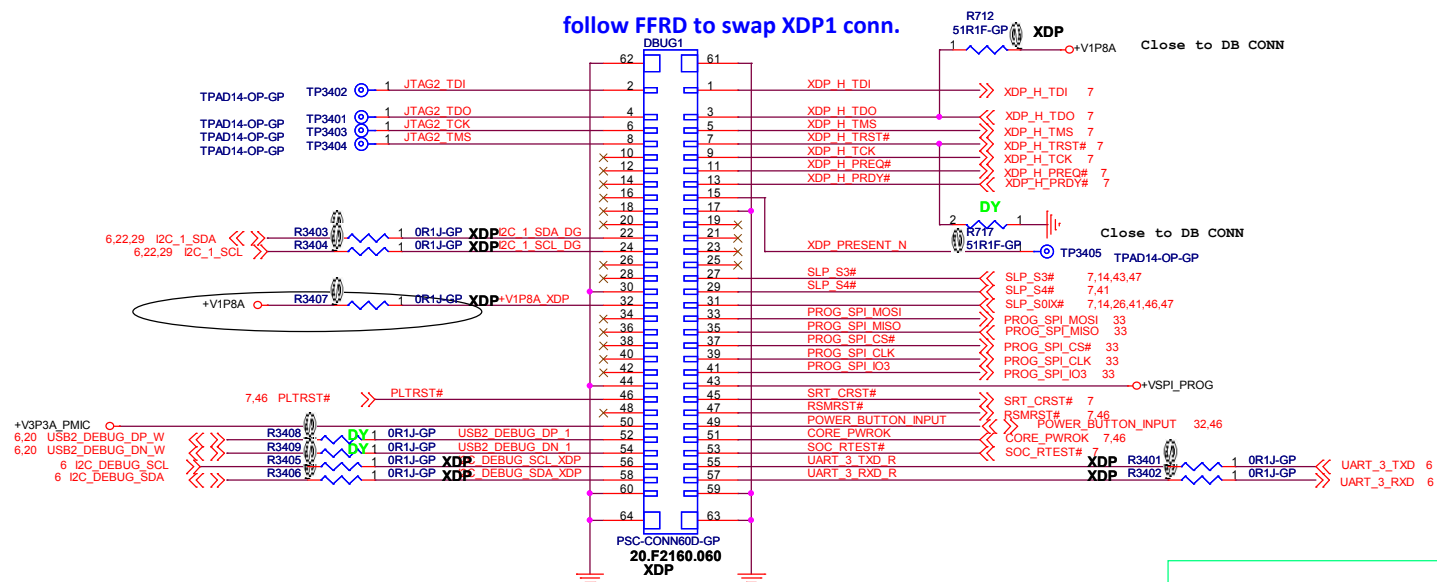 follow FFRD to swap XDP1 conn.
R712
51R1F-GP XDP
1 +V1P8A Close to DB CONN
DBUG1
62 61
TPAD14-OP-GP TP3402 1 JTAG2_TDI 2 1 XDP_H_TDI XDP_H_TDI 7
TPAD14-OP-GP TP3401 1 JTAG2_TDO 4 3 XDP_H_TDO XDP_H_TDO 7
TPAD14-OP-GP TP3403 1 JTAG2_TCK 6 5 XDP_H_TMS XDP_H_TMS 7
TPAD14-OP-GP TP3404 1 JTAG2_TMS 8 7 XDP_H_TRST# XDP_H_TRST# 7
10 9 XDP_H_TCK XDP_H_TCK 7
12 11 XDP_H_PREQ# XDP_H_PREQ# 7
14 13 XDP_H_PRDY# XDP_H_PRDY# 7
16 15
18 17 DY
20 19 2 1
R717 Close to DB CONN
6,22,29 I2C_1_SDA R3403 1 0R1J-GP XDP I2C_1_SDA_DG 22 21 51R1F-GP
6,22,29 I2C_1_SCL R3404 1 0R1J-GP XDP I2C_1_SCL_DG 24 23 XDP_PRESENT_N 1 TP3405 TPAD14-OP-GP
26 25
28 27 SLP_S3# SLP_S3# 7,14,43,47
30 29 SLP_S4# SLP_S4# 7,41
+V1P8A R3407 1 0R1J-GP XDP +V1P8A_XDP 32 31 SLP_S0IX# 7,14,26,41,46,47
34 33 PROG_SPI_MOSI PROG_SPI_MOSI 33
36 35 PROG_SPI_MISO PROG_SPI_MISO 33
38 37 PROG_SPI_CS# PROG_SPI_CS# 33
40 39 PROG_SPI_CLK PROG_SPI_CLK 33
42 41 PROG_SPI_IO3 PROG_SPI_IO3 33
44 43 +VSPI_PROG
7,46 PLTRST# PLTRST# 46 45 SRT_CRST# SRT_CRST# 7
48 47 RSMRST# RSMRST# 7,46
+V3P3A_PMIC 50 49 POWER_BUTTON_INPUT POWER_BUTTON_INPUT 32,46
6,20 USB2_DEBUG_DP_W R3408 DY 1 0R1J-GP USB2_DEBUG_DP_1 52 51 CORE_PWROK CORE_PWROK 7,46
6,20 USB2_DEBUG_DN_W R3409 DY 1 0R1J-GP USB2_DEBUG_DN_1 54 53 SOC_RTEST# SOC_RTEST# 7
6 I2C_DEBUG_SCL R3405 1 0R1J-GP XDP _DEBUG_SCL_XDP 56 55 UART_3_TXD_R XDP R3401 1 0R1J-GP UART_3_TXD 6
6 I2C_DEBUG_SDA R3406 1 0R1J-GP XDP _DEBUG_SDA_XDP 58 57 UART_3_RXD_R XDP R3402 1 0R1J-GP UART_3_RXD 6
60 59
64 63
PSC-CONN60D-GP
20.F2160.060
XDP